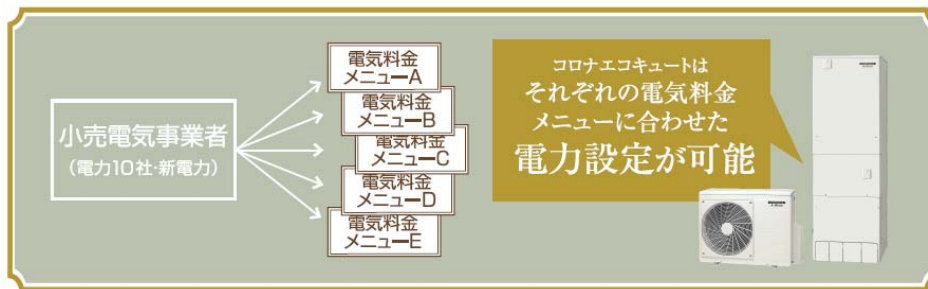 小売電気事業者
(電力10社・新電力)
電気料金
メニューA
電気料金
メニューB
電気料金
メニューC
電気料金
メニューD
電気料金
メニューE
コロナエコキュートは
それぞれの電気料金
メニューに合わせた
電力設定が可能